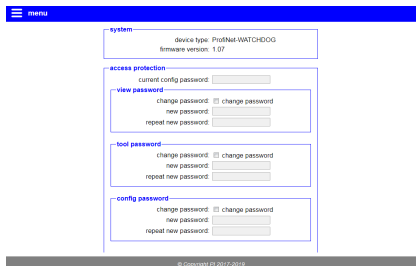 menu
system
device type: ProfiNet-WATCHDOG
firmware version: 1.07
access protection
current config password:
view password
change password: change password
new password:
repeat new password:
tool password
change password: change password
new password:
repeat new password:
config password
change password: change password
new password:
repeat new password:
© Copyright PI 2017-2019